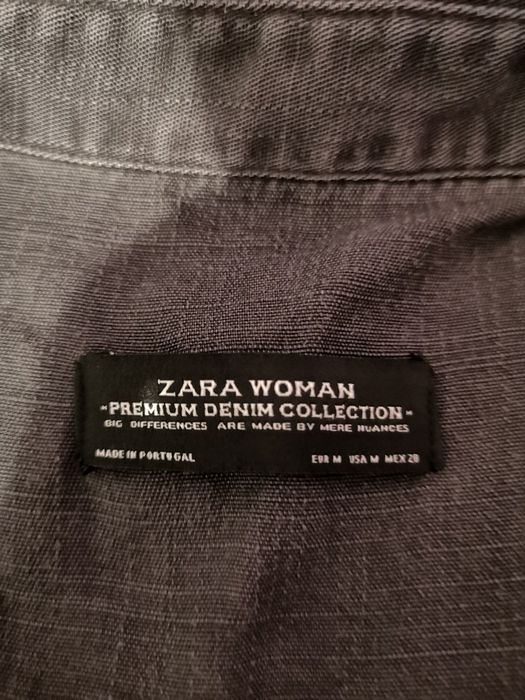 ZARA WOMAN
-PREMIUM DENIM COLLECTION-
BIG DIFFERENCES ARE MADE BY MERE NUANCES
MADE IN PORTUGAL EUR M USA M MEX 28